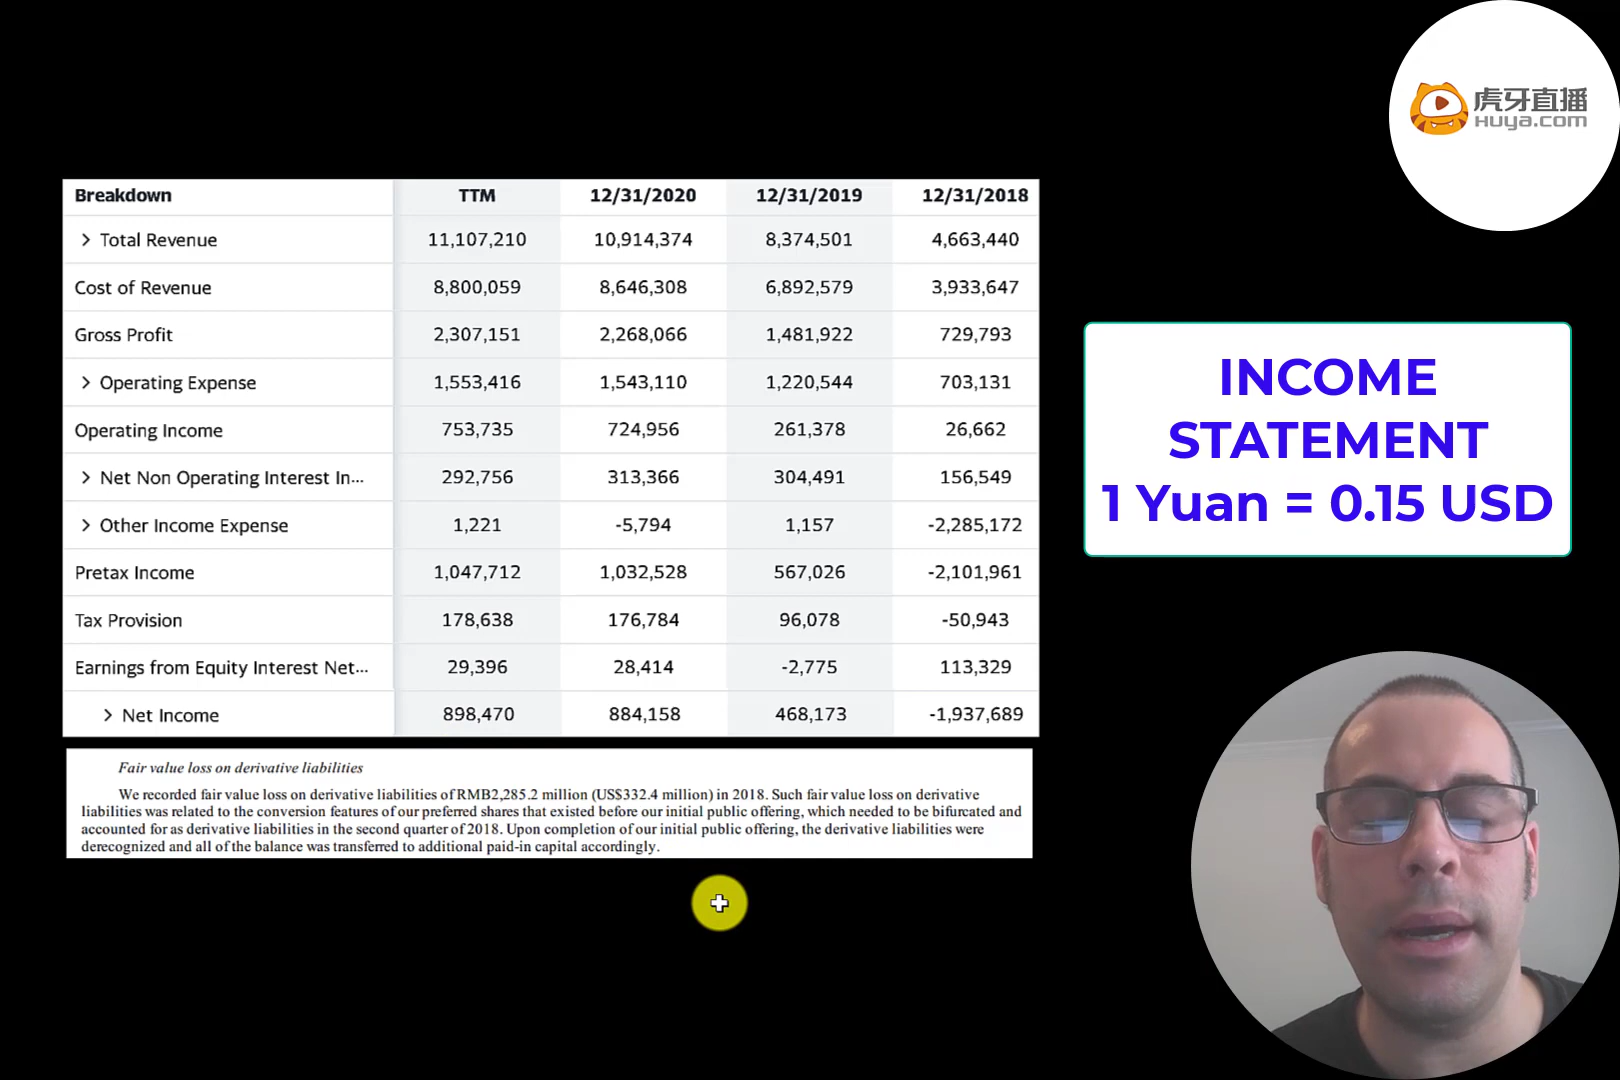 虎牙直播
HUYA.com
Breakdown TTM 12/31/2020 12/31/2019 12/31/2018
> Total Revenue 11,107,210 10,914,374 8,374,501 4,663,440
Cost of Revenue 8,800,059 8,646,308 6,892,579 3,933,647
Gross Profit 2,307,151 2,268,066 1,481,922 729,793
> Operating Expense 1,553,416 1,543,110 1,220,544 703,131
Operating Income 753,735 724,956 261,378 26,662
> Net Non Operating Interest In... 292,756 313,366 304,491 156,549
> Other Income Expense 1,221 -5,794 1,157 -2,285,172
Pretax Income 1,047,712 1,032,528 567,026 -2,101,961
Tax Provision 178,638 176,784 96,078 -50,943
Earnings from Equity Interest Net... 29,396 28,414 -2,775 113,329
> Net Income 898,470 884,158 468,173 -1,937,689
INCOME
STATEMENT
1 Yuan = 0.15 USD
Fair value loss on derivative liabilities
We recorded fair value loss on derivative liabilities of RMB2,285.2 million (US$332.4 million) in 2018. Such fair value loss on derivative
liabilities was related to the conversion features of our preferred shares that existed before our initial public offering, which needed to be bifurcated and
accounted for as derivative liabilities in the second quarter of 2018. Upon completion of our initial public offering, the derivative liabilities were
derecognized and all of the balance was transferred to additional paid-in capital accordingly.